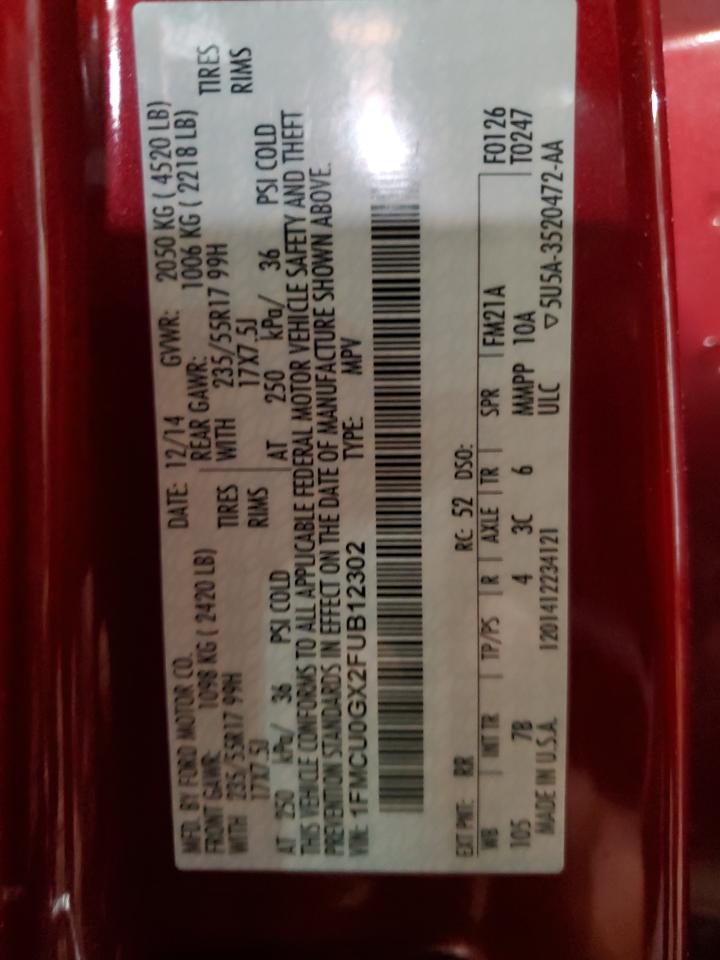 MFD. BY FORD MOTOR CO. DATE: 12/14 GVWR: 2050 KG ( 4520 LB)
FRONT GAWR: 1098 KG ( 2420 LB) REAR GAWR: 1006 KG ( 2218 LB)
WITH 235/55R17 99H TIRES WITH 235/55R17 99H TIRES
17X7.5J RIMS 17X7.5J RIMS
AT 250 kPa/ 36 PSI COLD AT 250 kPa/ 36 PSI COLD
THIS VEHICLE CONFORMS TO ALL APPLICABLE FEDERAL MOTOR VEHICLE SAFETY AND THEFT
PREVENTION STANDARDS IN EFFECT ON THE DATE OF MANUFACTURE SHOWN ABOVE.
VIN: 1FMCU0GX2FUB12302 TYPE: MPV
EXT PNT: RR RC: 52 DSO: F0126
WB INT TR TP/PS R AXLE TR SPR FM21A T0247
105 7B 4 3C 6 MMPP 10A
MADE IN U.S.A. 1201412234121 ULC ▽ 5U5A-3520472-AA